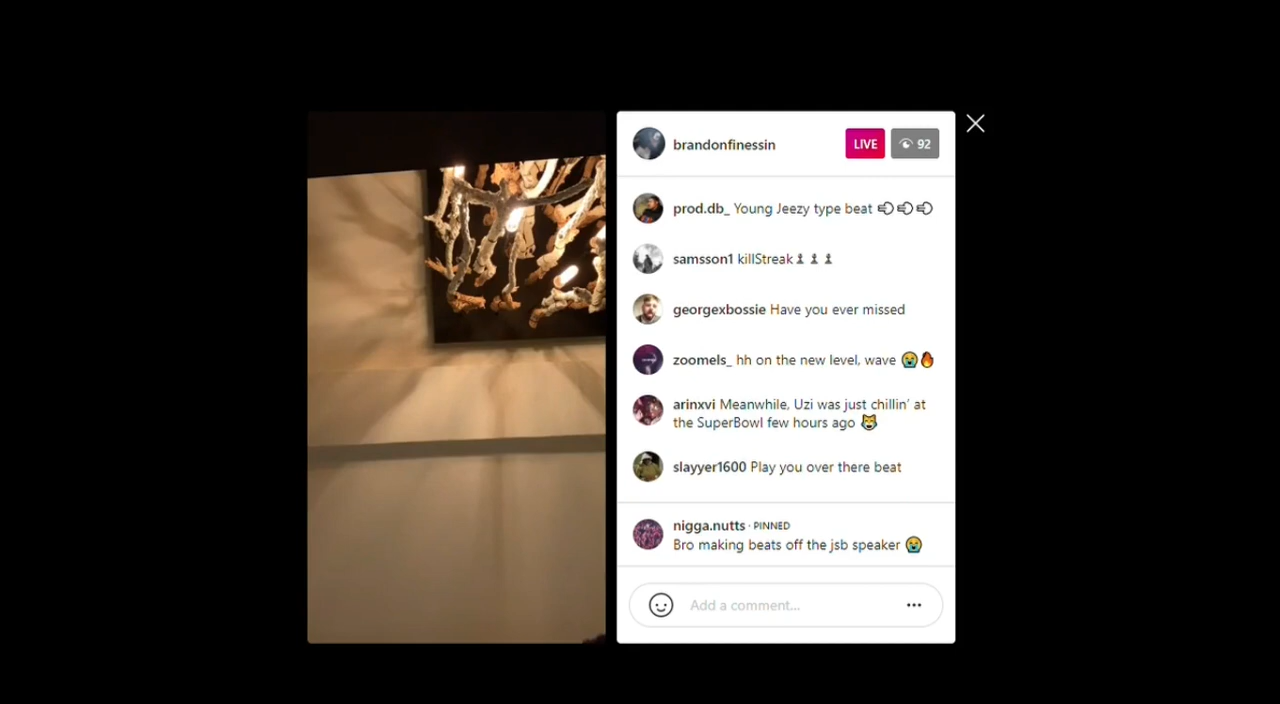 brandonfinessin LIVE 92
prod.db_ Young Jeezy type beat 💨💨💨
samsson1 killStreak
georgexbossie Have you ever missed
zoomels_ hh on the new level, wave 😭🔥
arinxvi Meanwhile, Uzi was just chillin' at
the SuperBowl few hours ago 😹
slayyer1600 Play you over there beat
nigga.nutts · PINNED
Bro making beats off the jsb speaker 😭
Add a comment...